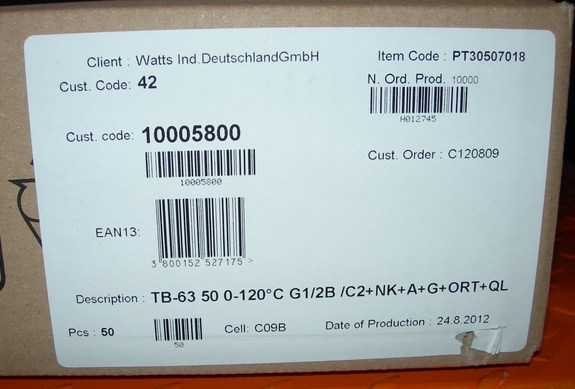 Client : Watts Ind.DeutschlandGmbH
Item Code : PT30507018
Cust. Code: 42
N. Ord. Prod. 10000
H012745
Cust. code: 10005800
10005800
Cust. Order : C120809
EAN13:
3 800152 527175 >
Description : TB-63 50 0-120°C G1/2B /C2+NK+A+G+ORT+QL
Pcs : 50
50
Cell: C09B
Date of Production : 24.8.2012